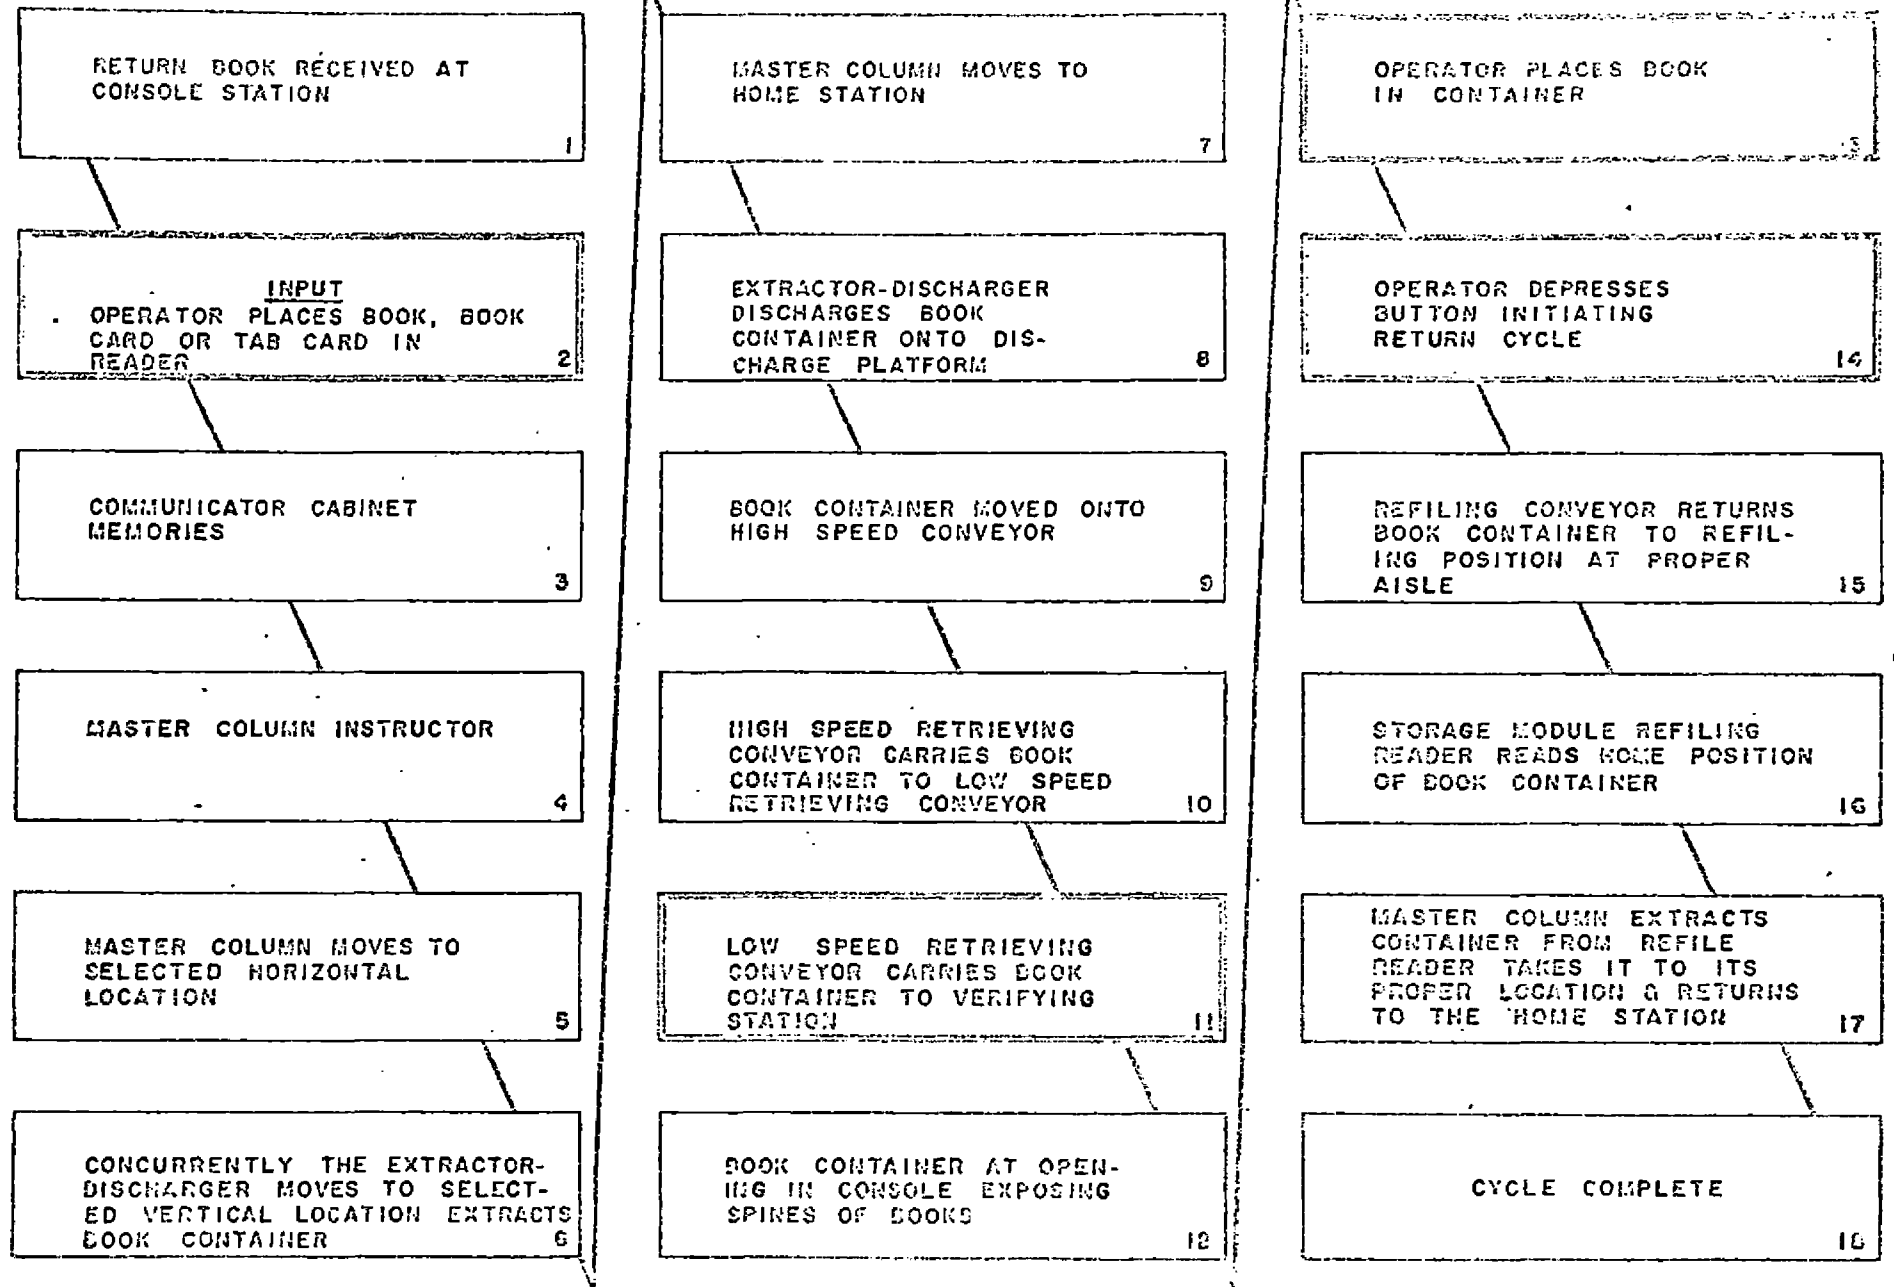 RETURN BOOK RECEIVED AT
CONSOLE STATION
1
INPUT
OPERATOR PLACES BOOK, BOOK
CARD OR TAB CARD IN
READER
2
COMMUNICATOR CABINET
MEMORIES
3
MASTER COLUMN INSTRUCTOR
4
MASTER COLUMN MOVES TO
SELECTED HORIZONTAL
LOCATION
5
CONCURRENTLY THE EXTRACTOR-
DISCHARGER MOVES TO SELECT-
ED VERTICAL LOCATION EXTRACTS
BOOK CONTAINER
6
MASTER COLUMN MOVES TO
HOME STATION
7
EXTRACTOR-DISCHARGER
DISCHARGES BOOK
CONTAINER ONTO DIS-
CHARGE PLATFORM
8
BOOK CONTAINER MOVED ONTO
HIGH SPEED CONVEYOR
9
HIGH SPEED RETRIEVING
CONVEYOR CARRIES BOOK
CONTAINER TO LOW SPEED
RETRIEVING CONVEYOR
10
LOW SPEED RETRIEVING
CONVEYOR CARRIES BOOK
CONTAINER TO VERIFYING
STATION
11
BOOK CONTAINER AT OPEN-
ING IN CONSOLE EXPOSING
SPINES OF BOOKS
12
OPERATOR PLACES BOOK
IN CONTAINER
OPERATOR DEPRESSES
BUTTON INITIATING
RETURN CYCLE
14
REFILING CONVEYOR RETURNS
BOOK CONTAINER TO REFIL-
ING POSITION AT PROPER
AISLE
15
STORAGE MODULE REFILING
READER READS HOME POSITION
OF BOOK CONTAINER
16
MASTER COLUMN EXTRACTS
CONTAINER FROM REFILE
READER TAKES IT TO ITS
PROPER LOCATION & RETURNS
TO THE HOME STATION
17
CYCLE COMPLETE
18